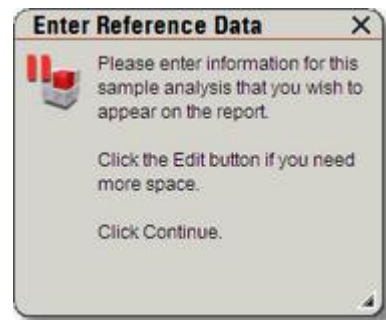 Enter Reference Data
Please enter information for this
sample analysis that you wish to
appear on the report.
Click the Edit button if you need
more space.
Click Continue.